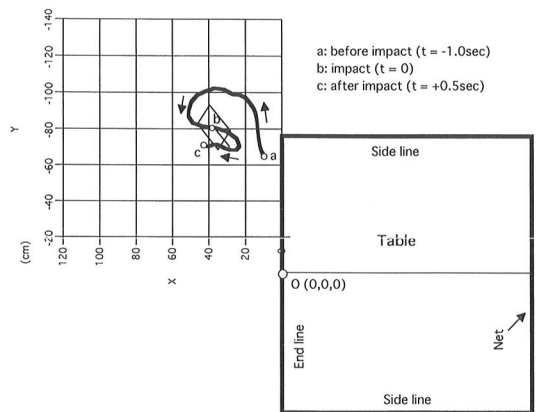 -140
-120
-100
-80
-60
-40
-20
Y
(cm)
120
100
80
60
40
20
0
X
a: before impact (t = -1.0sec)
b: impact (t = 0)
c: after impact (t = +0.5sec)
b
c
a
Side line
Table
O (0,0,0)
End line
Net
Side line